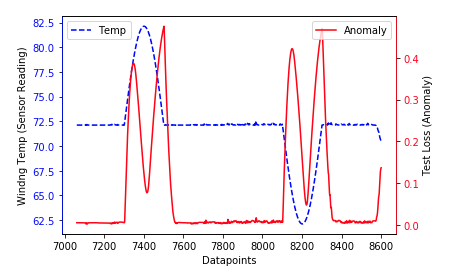 Temp
Anomaly
82.5
80.0
77.5
75.0
72.5
70.0
67.5
65.0
62.5
Winding Temp (Sensor Reading)
0.4
0.3
0.2
0.1
0.0
Test Loss (Anomaly)
7000 7200 7400 7600 7800 8000 8200 8400 8600
Datapoints